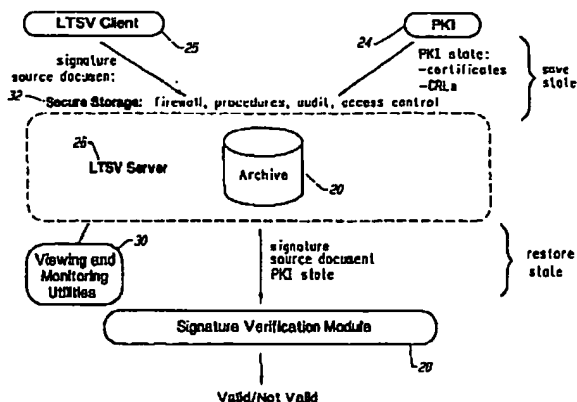 LTSV Client
25
PKI
24
signature
source document:
PKI state:
-certificates
-CRLs
save
state
32
Secure Storage: firewall, procedures, audit, access control
26
LTSV Server
Archive
20
30
Viewing and
Monitoring
Utilities
signature
source document
PKI state
restore
state
Signature Verification Module
28
Valid/Not Valid